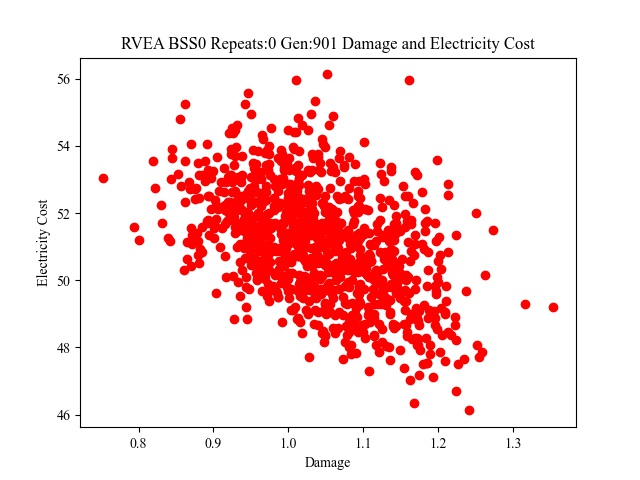 RVEA BSS0 Repeats:0 Gen:901 Damage and Electricity Cost
56
54
52
50
48
46
Electricity Cost
0.8 0.9 1.0 1.1 1.2 1.3
Damage